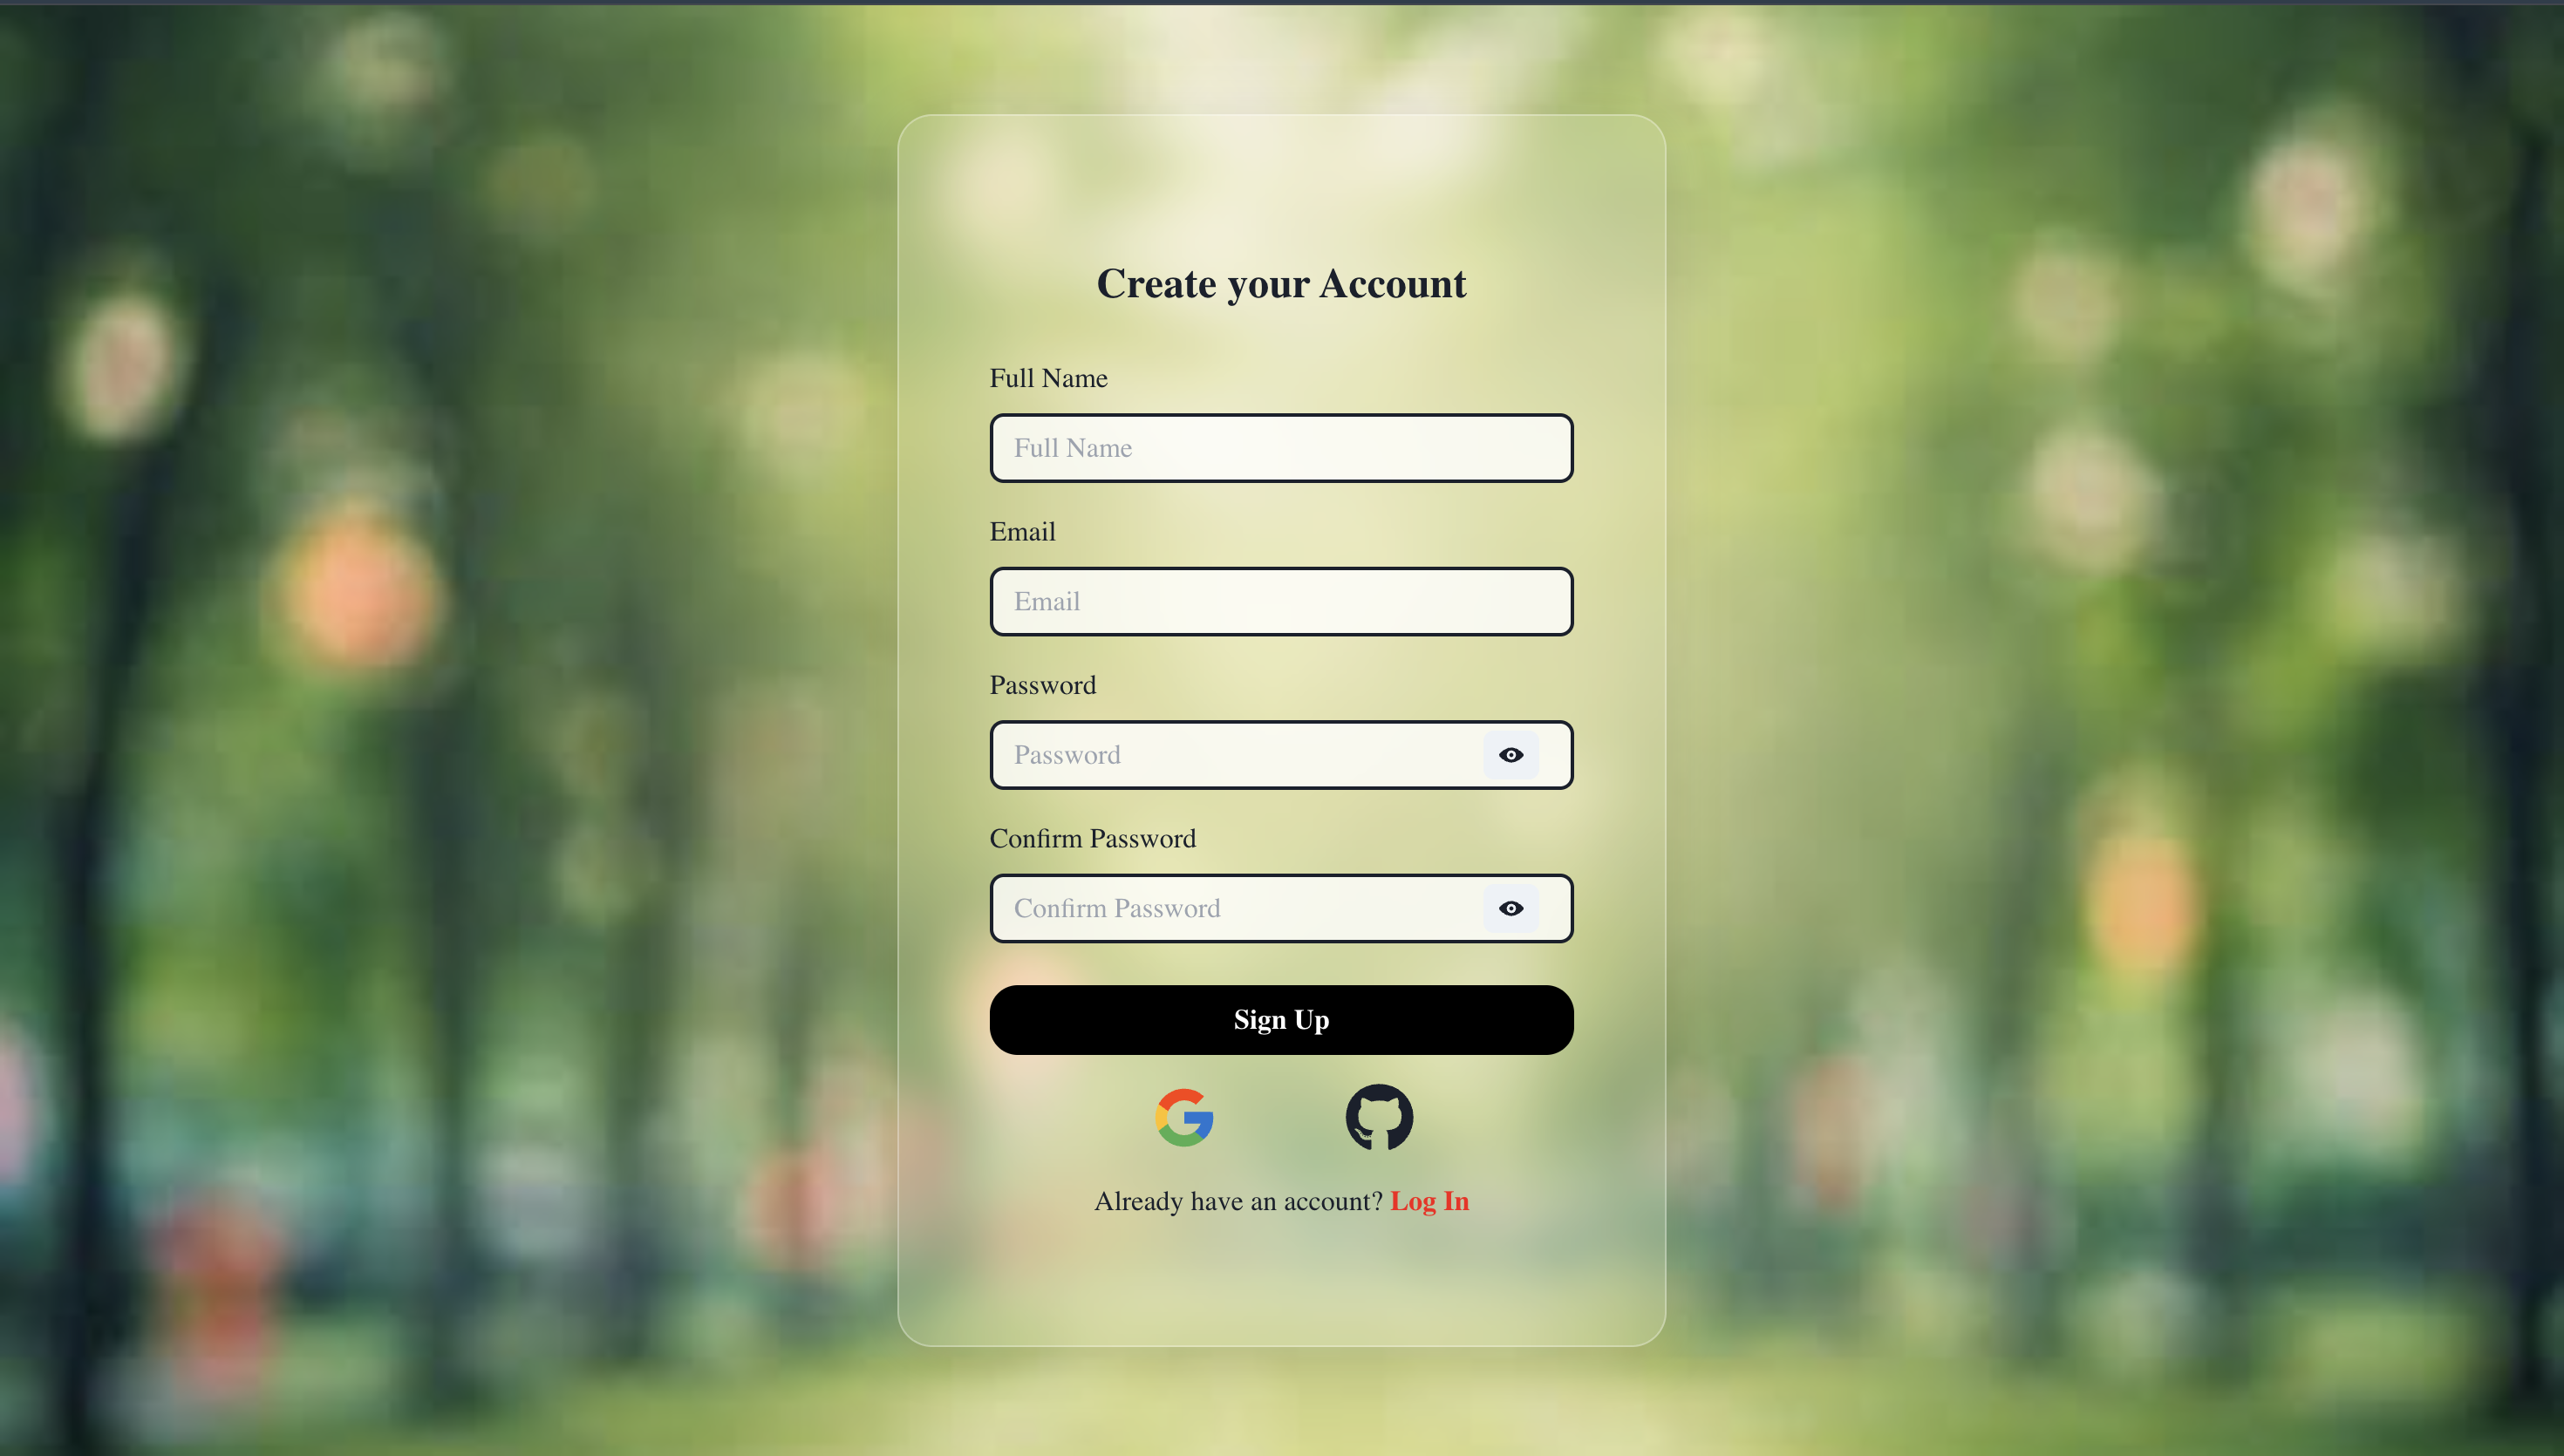 Create your Account
Full Name
Full Name
Email
Email
Password
Password
Confirm Password
Confirm Password
Sign Up
Already have an account? Log In